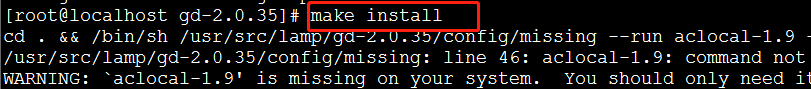 [root@localhost gd-2.0.35]# make install
cd . && /bin/sh /usr/src/lamp/gd-2.0.35/config/missing --run aclocal-1.9 -
/usr/src/lamp/gd-2.0.35/config/missing: line 46: aclocal-1.9: command not
WARNING: `aclocal-1.9' is missing on your system.  You should only need it